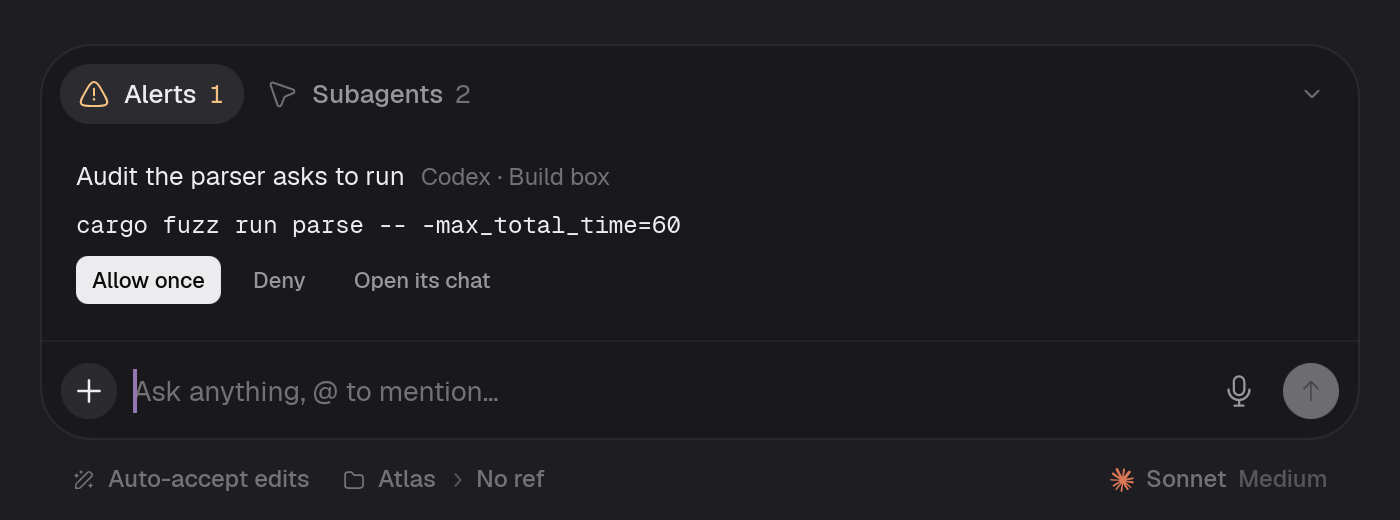 Alerts 1 Subagents 2
Audit the parser asks to run Codex · Build box
cargo fuzz run parse -- -max_total_time=60
Allow once Deny Open its chat
Ask anything, @ to mention...
Auto-accept edits Atlas > No ref Sonnet Medium